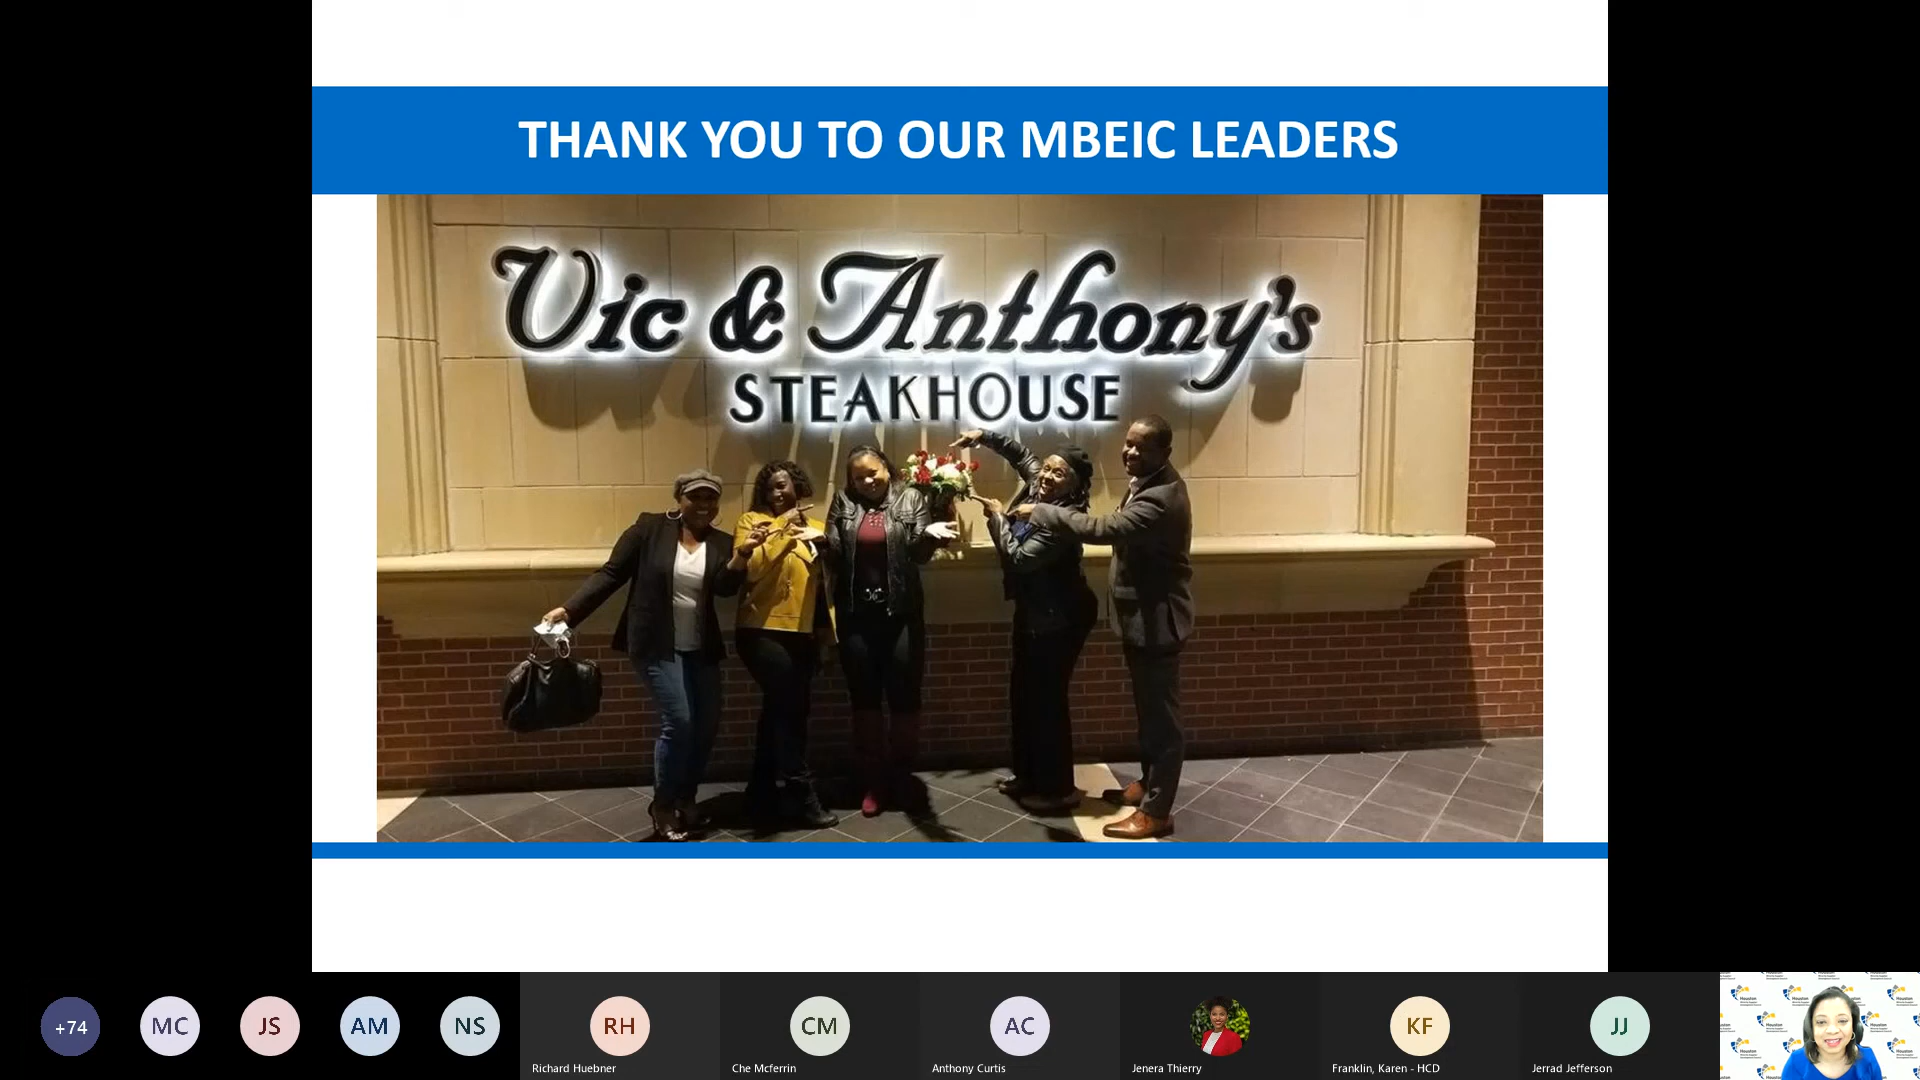 THANK YOU TO OUR MBEIC LEADERS
Vic & Anthony's
STEAKHOUSE
+74
MC
JS
AM
NS
RH
CM
AC
KF
JJ
Richard Huebner
Che Mcferrin
Anthony Curtis
Jenera Thierry
Franklin, Karen - HCD
Jerrad Jefferson
Houston